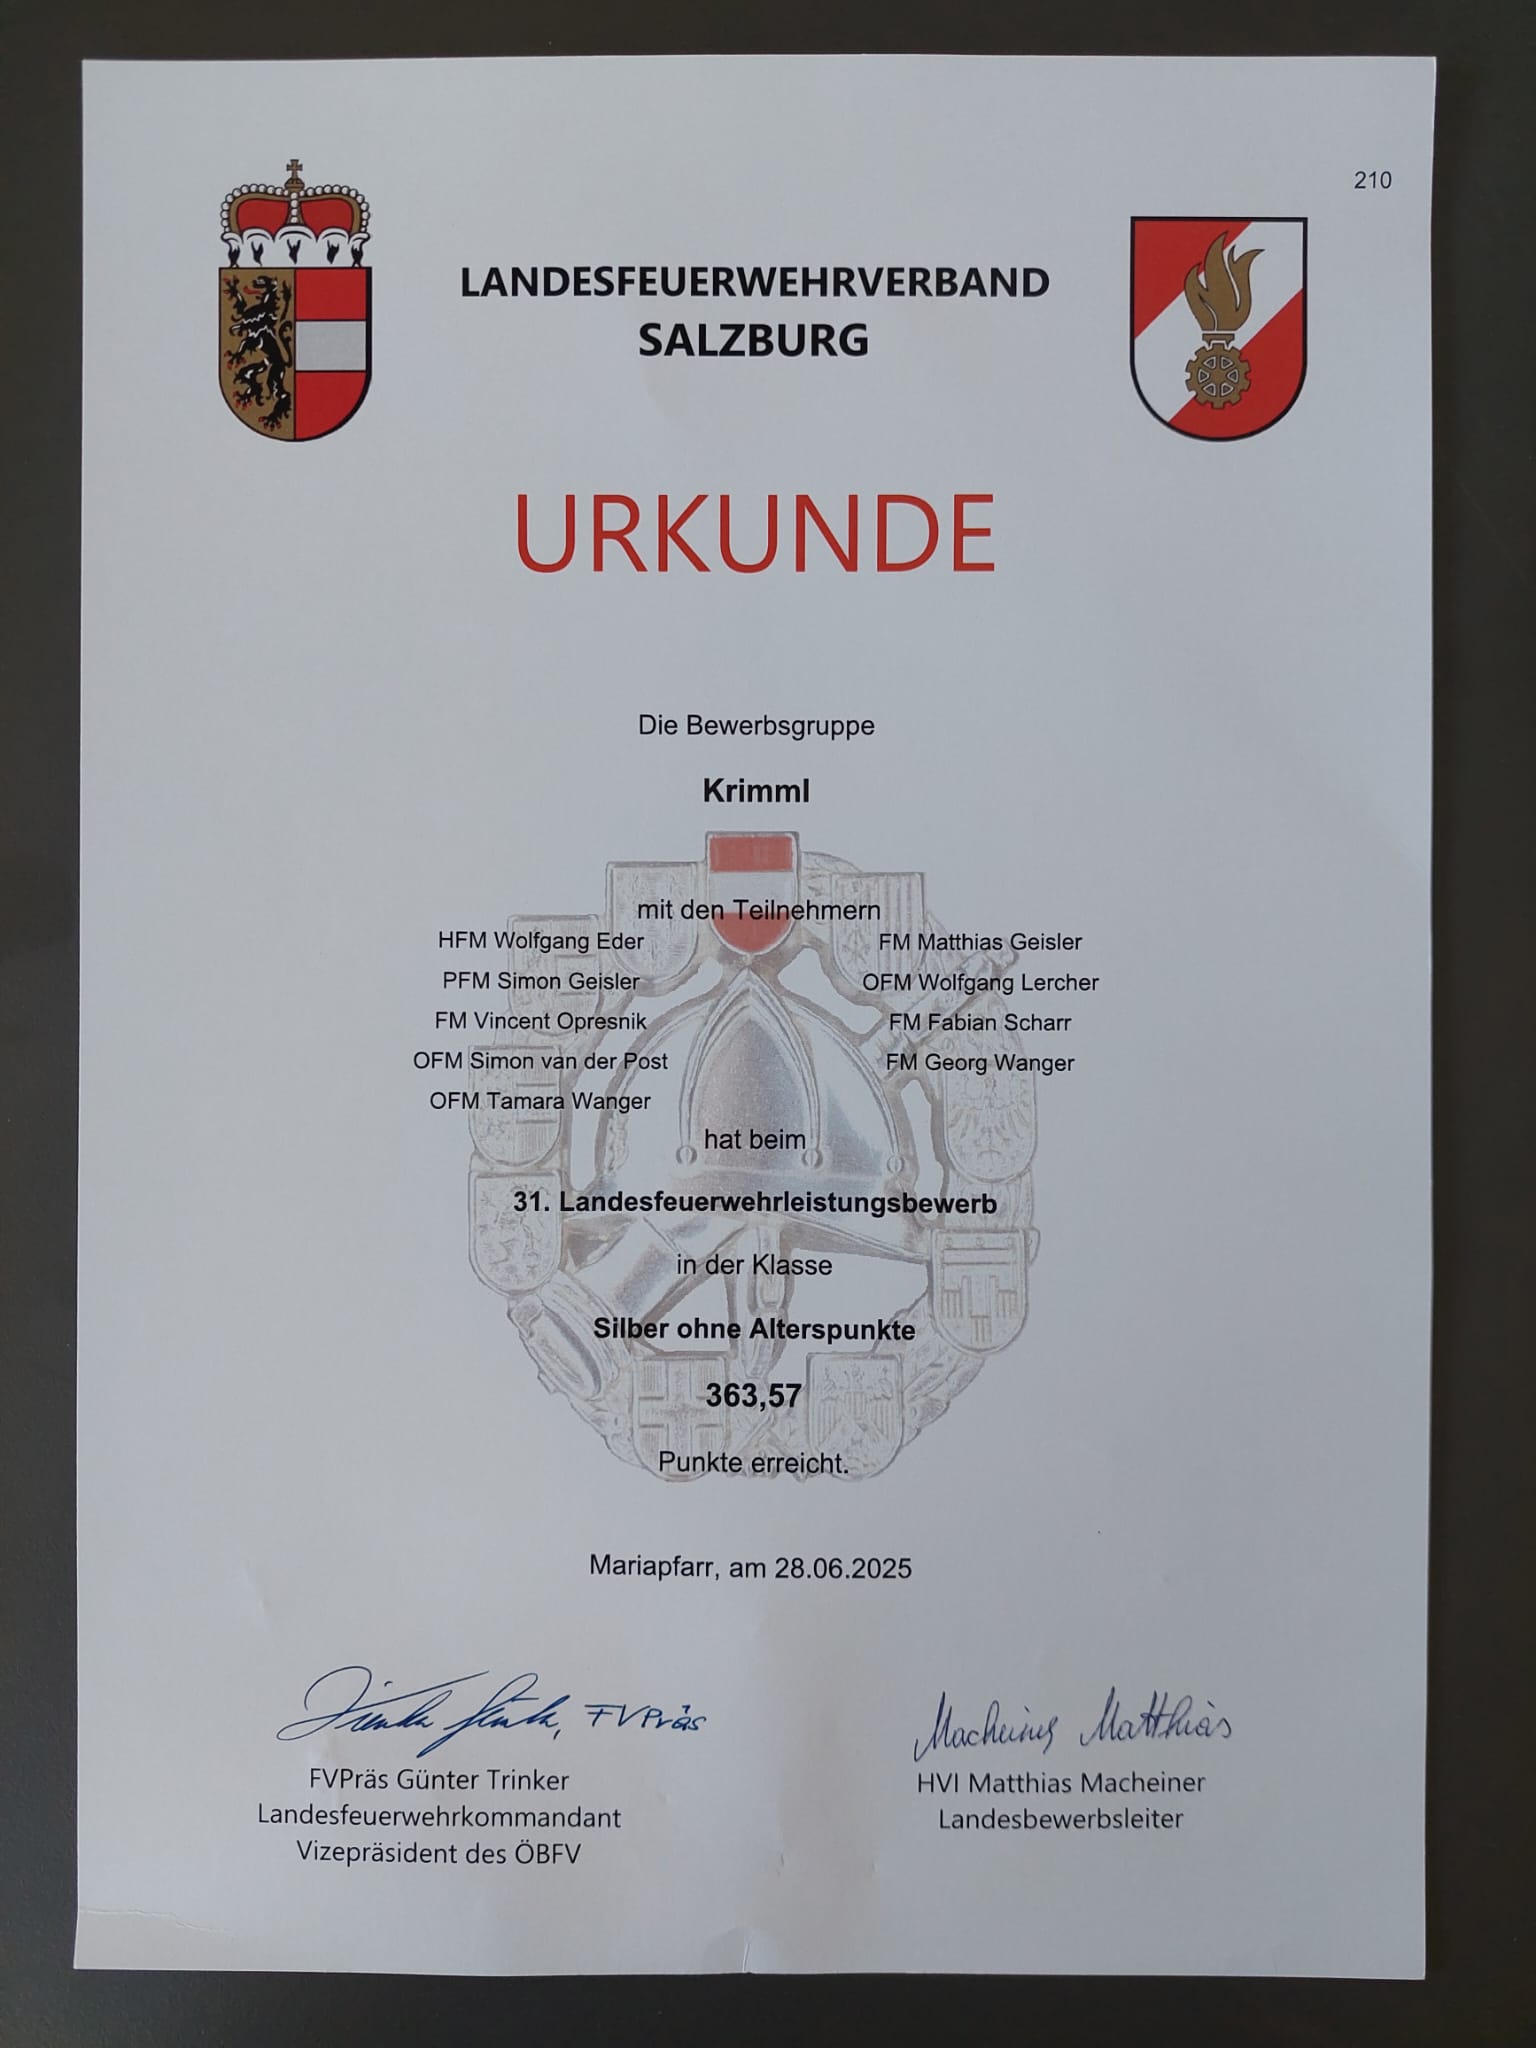 210
LANDESFEUERWEHRVERBAND
SALZBURG
URKUNDE
Die Bewerbsgruppe
Krimml
mit den Teilnehmern
HFM Wolfgang Eder FM Matthias Geisler
PFM Simon Geisler OFM Wolfgang Lercher
FM Vincent Opresnik FM Fabian Scharr
OFM Simon van der Post FM Georg Wanger
OFM Tamara Wanger
hat beim
31. Landesfeuerwehrleistungsbewerb
in der Klasse
Silber ohne Alterspunkte
363,57
Punkte erreicht.
Mariapfarr, am 28.06.2025
FVPräs
Macheiner Matthias
FVPräs Günter Trinker
Landesfeuerwehrkommandant
Vizepräsident des ÖBFV
HVI Matthias Macheiner
Landesbewerbsleiter